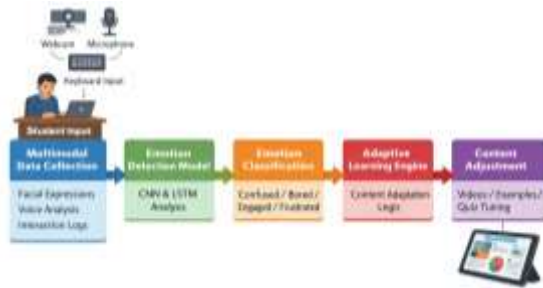 Webcam
Microphone
Keyboard Input
Student Input
Multimodal
Data Collection
Facial Expressions
Voice Analysis
Interaction Logs
Emotion
Detection Model
CNN & LSTM
Analysis
Emotion
Classification
Confused / Bored /
Engaged / Frustrated
Adaptive
Learning Engine
Content Adaptation
Logic
Content
Adjustment
Videos / Examples /
Quiz Tuning